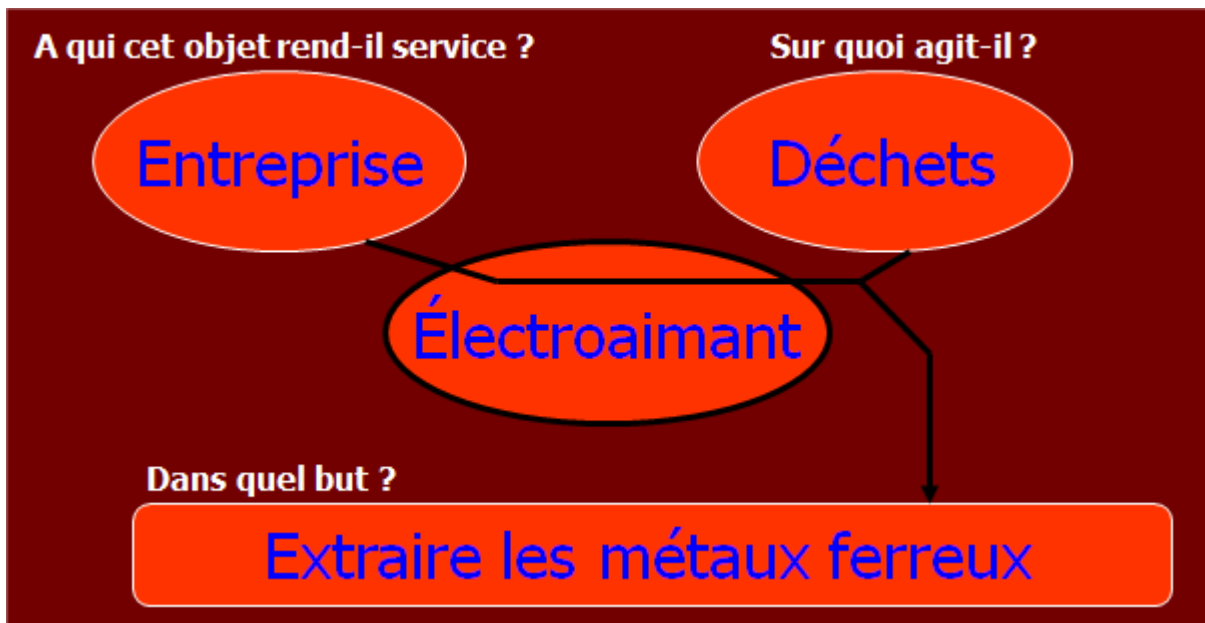 A qui cet objet rend-il service ?
Sur quoi agit-il ?
Entreprise
Déchets
Électroaimant
Dans quel but ?
Extraire les métaux ferreux